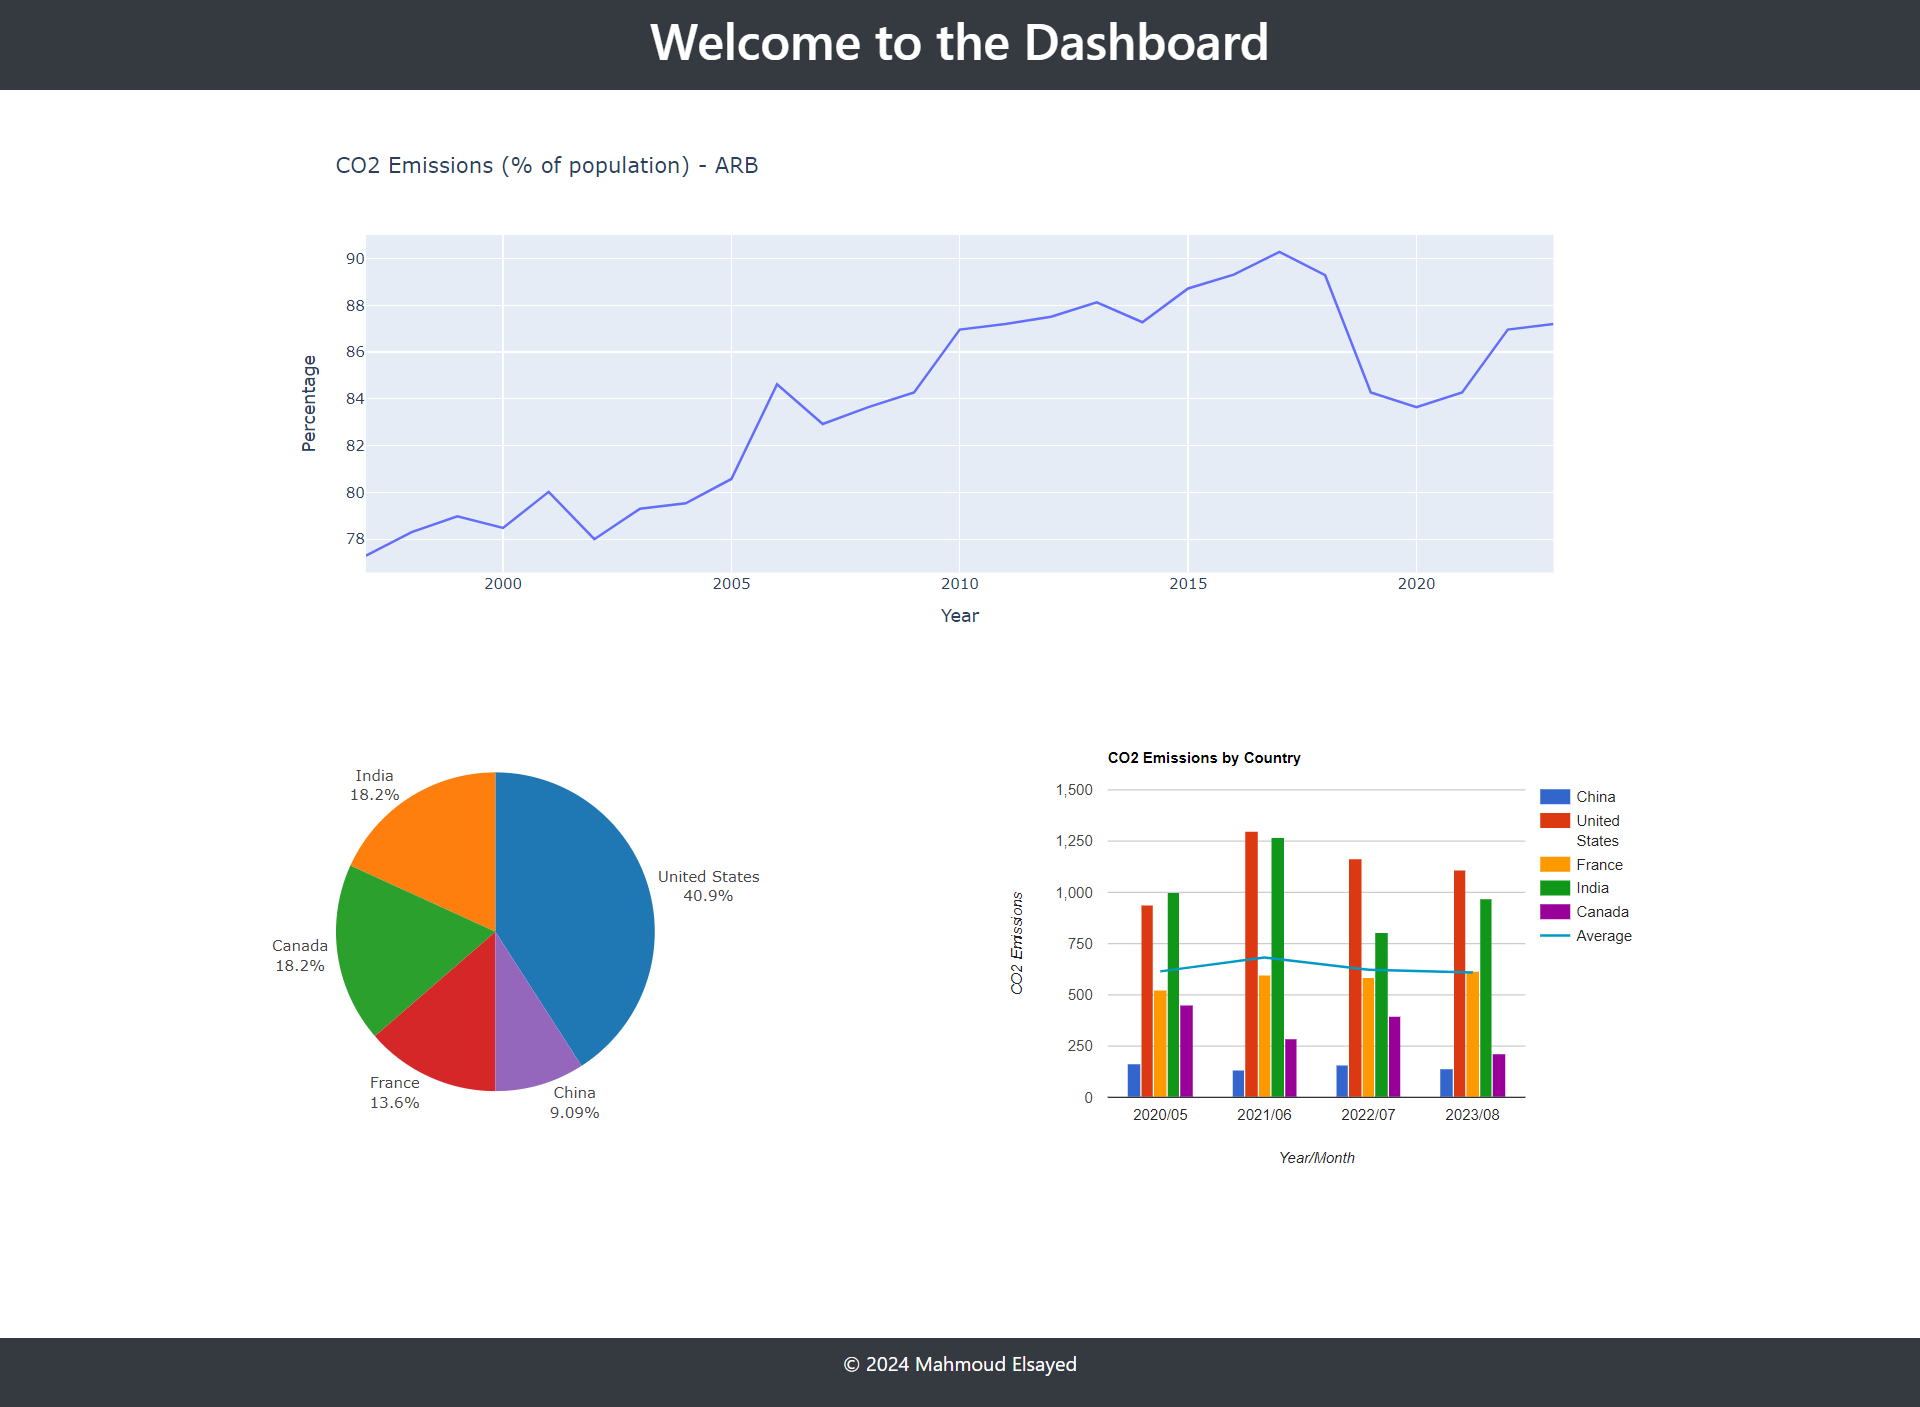 Welcome to the Dashboard
CO2 Emissions (% of population) - ARB
90
88
86
84
82
80
78
Percentage
2000 2005 2010 2015 2020
Year
India
18.2%
United States
40.9%
Canada
18.2%
France
13.6%
China
9.09%
CO2 Emissions by Country
1,500
1,250
1,000
750
500
250
0
CO2 Emissions
2020/05 2021/06 2022/07 2023/08
Year/Month
China
United
States
France
India
Canada
Average
© 2024 Mahmoud Elsayed